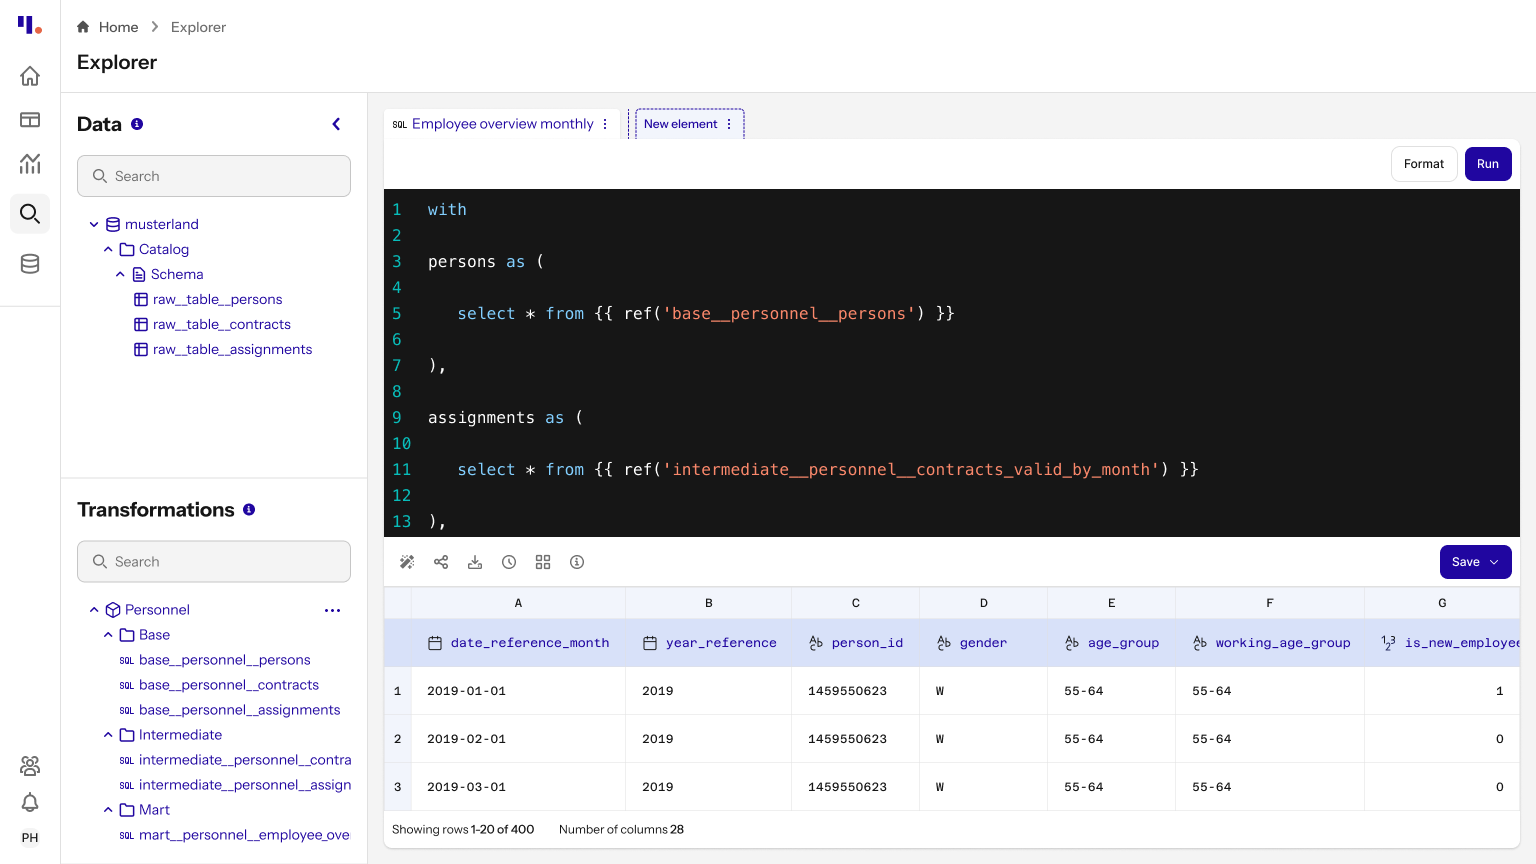 Home
Explorer
Explorer
Data
Search
musterland
Catalog
Schema
raw__table__persons
raw__table__contracts
raw__table__assignments
Transformations
Search
Personnel
Base
SQL base__personnel__persons
SQL base__personnel__contracts
SQL base__personnel__assignments
Intermediate
SQL intermediate__personnel__contra
SQL intermediate__personnel__assign
Mart
SQL mart__personnel__employee_ove
PH
SQL Employee overview monthly
New element
Format
Run
1 with
2
3 persons as (
4
5 select * from {{ ref('base__personnel__persons') }}
6
7 ),
8
9 assignments as (
10
11 select * from {{ ref('intermediate__personnel__contracts_valid_by_month') }}
12
13 ),
Save
A B C D E F G
date_reference_month year_reference person_id gender age_group working_age_group is_new_employee
1 2019-01-01 2019 1459550623 W 55-64 55-64 1
2 2019-02-01 2019 1459550623 W 55-64 55-64 0
3 2019-03-01 2019 1459550623 W 55-64 55-64 0
Showing rows 1-20 of 400 Number of columns 28